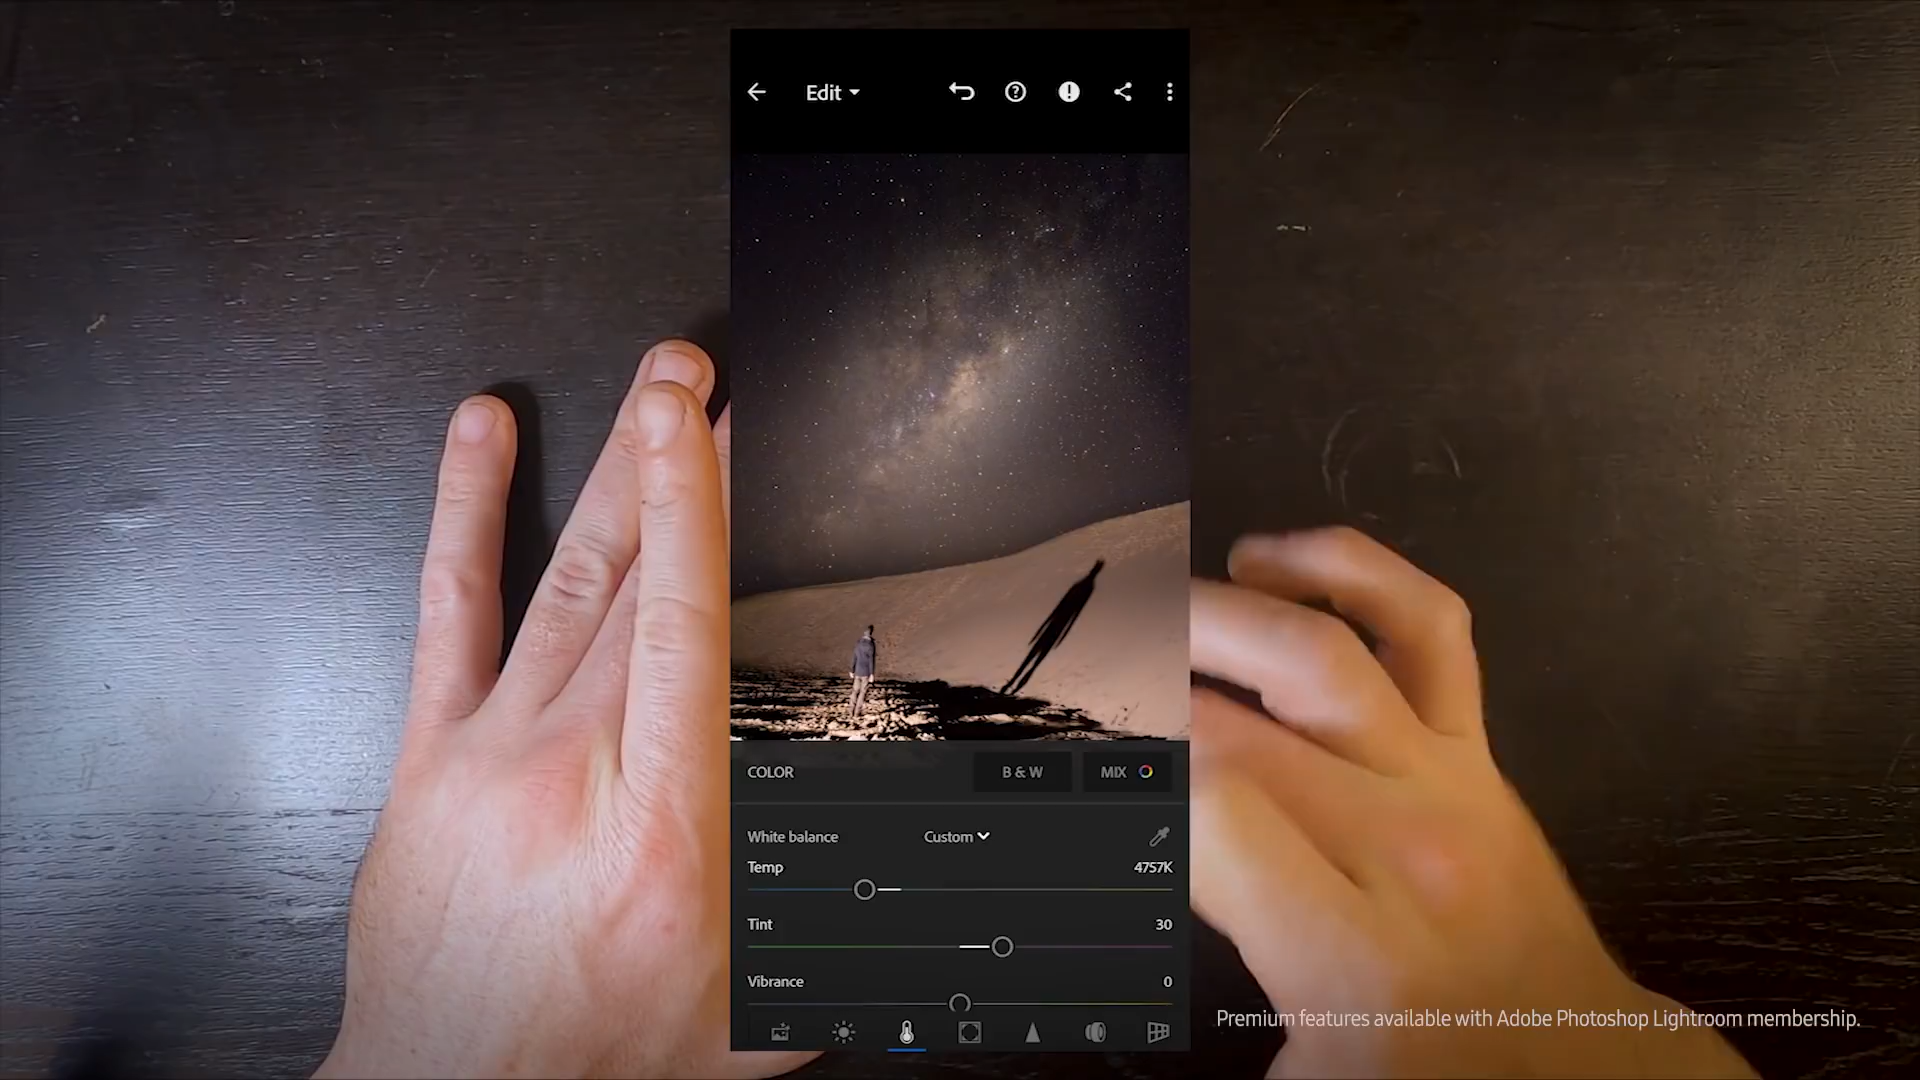 Edit
COLOR
B & W
MIX
White balance
Custom
Temp
4757K
Tint
30
Vibrance
0
Premium features available with Adobe Photoshop Lightroom membership.